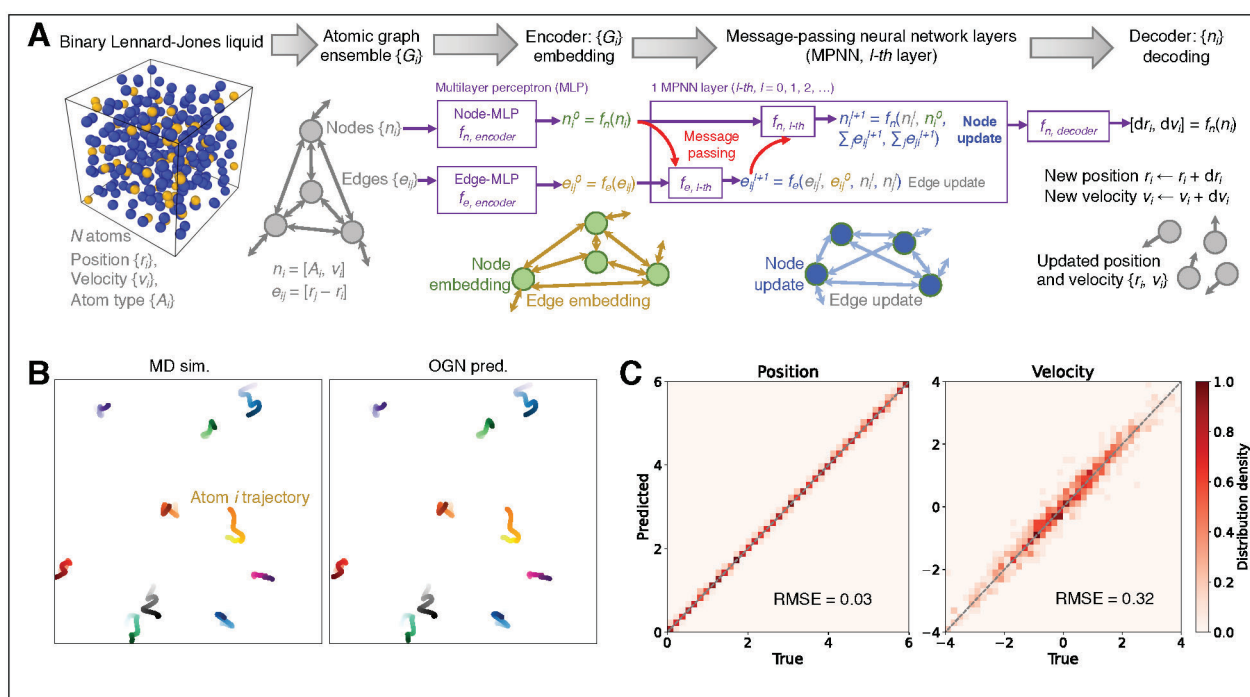 A
Binary Lennard-Jones liquid
Atomic graph
ensemble {Gᵢ}
Encoder: {Gᵢ}
embedding
Message-passing neural network layers
(MPNN, l-th layer)
Decoder: {nᵢ}
decoding
Multilayer perceptron (MLP)
1 MPNN layer (l-th, l = 0, 1, 2, ...)
Nodes {nᵢ}
Node-MLP
f_{n, encoder}
nᵢ⁰ = fₙ(nᵢ)
Message
passing
f_{n, l-th}
nᵢˡ⁺¹ = fₙ(nᵢˡ, nᵢ⁰,
∑ⱼeᵢⱼˡ⁺¹, ∑ⱼeⱼᵢˡ⁺¹)
Node
update
f_{n, decoder}
[drᵢ, dvᵢ] = fₙ(nᵢ)
Edges {eᵢⱼ}
Edge-MLP
f_{e, encoder}
eᵢⱼ⁰ = fₑ(eᵢⱼ)
f_{e, l-th}
eᵢⱼˡ⁺¹ = fₑ(eᵢⱼˡ, eᵢⱼ⁰, nᵢˡ, nⱼˡ)
Edge update
New position rᵢ ← rᵢ + drᵢ
New velocity vᵢ ← vᵢ + dvᵢ
N atoms
Position {rᵢ},
Velocity {vᵢ},
Atom type {Aᵢ}
nᵢ = [Aᵢ, vᵢ]
eᵢⱼ = [rⱼ – rᵢ]
Node
embedding
Edge embedding
Node
update
Edge update
Updated position
and velocity {rᵢ, vᵢ}
B
MD sim.
OGN pred.
Atom i trajectory
C
Position
Velocity
Predicted
6
4
2
0
0
2
4
6
True
RMSE = 0.03
4
2
0
−2
−4
−4
−2
0
2
4
True
RMSE = 0.32
1.0
0.8
0.6
0.4
0.2
0.0
Distribution density